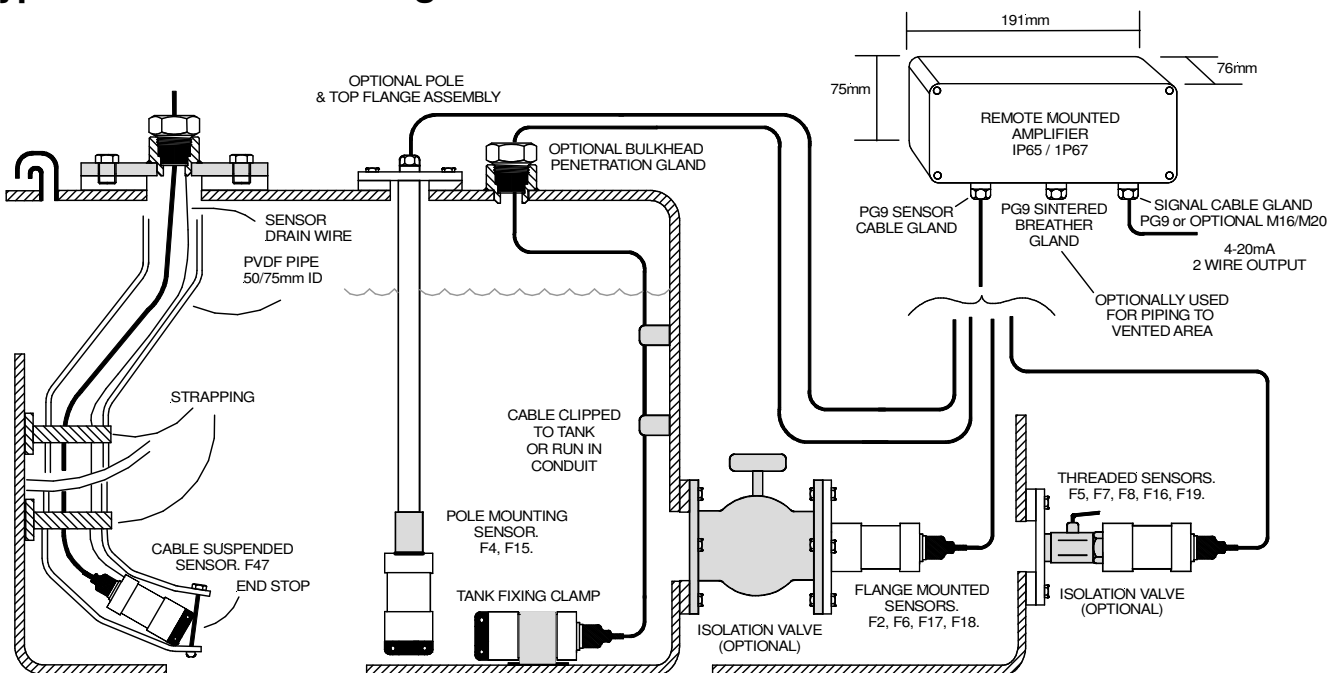 191mm
76mm
75mm
OPTIONAL POLE
& TOP FLANGE ASSEMBLY
REMOTE MOUNTED
AMPLIFIER
IP65 / 1P67
OPTIONAL BULKHEAD
PENETRATION GLAND
PG9 SENSOR
CABLE GLAND
PG9 SINTERED
BREATHER
GLAND
SIGNAL CABLE GLAND
PG9 or OPTIONAL M16/M20
4-20mA
2 WIRE OUTPUT
SENSOR
DRAIN WIRE
PVDF PIPE
50/75mm ID
OPTIONALLY USED
FOR PIPING TO
VENTED AREA
STRAPPING
CABLE CLIPPED
TO TANK
OR RUN IN
CONDUIT
THREADED SENSORS.
F5, F7, F8, F16, F19.
POLE MOUNTING
SENSOR.
F4, F15.
CABLE SUSPENDED
SENSOR. F47
END STOP
TANK FIXING CLAMP
FLANGE MOUNTED
SENSORS.
F2, F6, F17, F18.
ISOLATION VALVE
(OPTIONAL)
ISOLATION VALVE
(OPTIONAL)